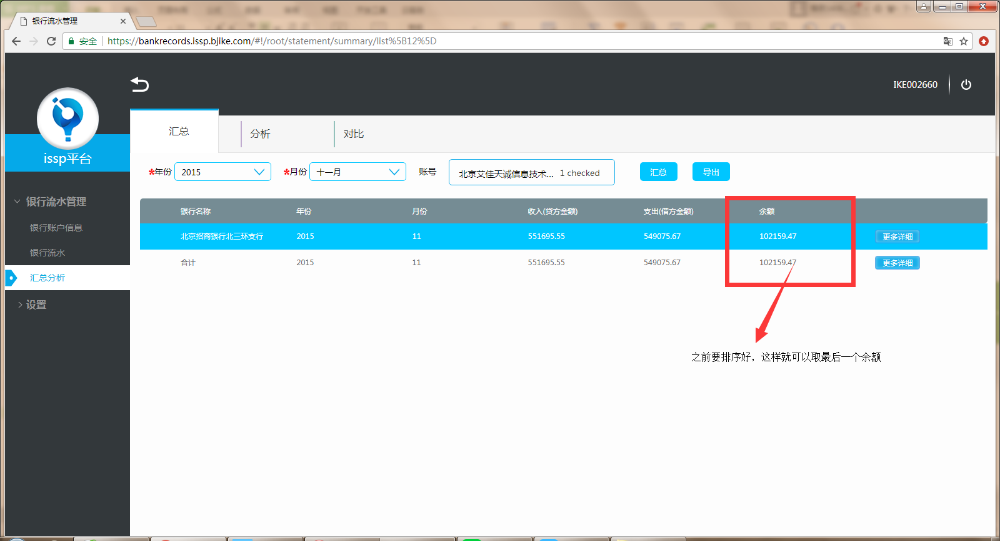 银行流水管理
安全 https://bankrecords.issp.bjike.com/#!/root/statement/summary/list%5B12%5D
IKE002660
issp平台
汇总 分析 对比
*年份 2015 *月份 十一月 账号 北京艾佳天诚信息技术... 1 checked 汇总 导出
银行流水管理
银行账户信息
银行流水
汇总分析
设置
银行名称 年份 月份 收入(贷方金额) 支出(借方金额) 余额
北京招商银行北三环支行 2015 11 551695.55 549075.67 102159.47 更多详细
合计 2015 11 551695.55 549075.67 102159.47 更多详细
之前要排序好，这样就可以取最后一个余额